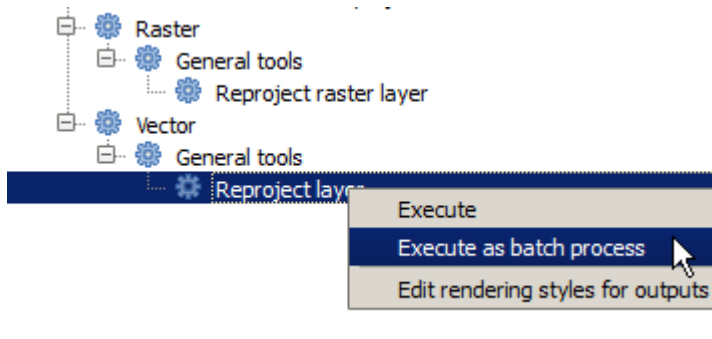 Raster
General tools
Reproject raster layer
Vector
General tools
Reproject layer
Execute
Execute as batch process
Edit rendering styles for outputs